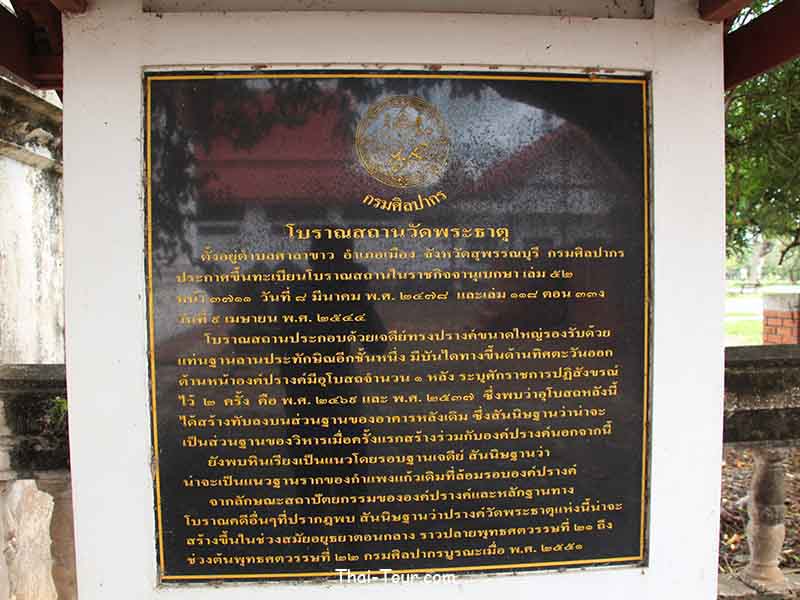 กรมศิลปากร
โบราณสถานวัดพระธาตุ
ตั้งอยู่ตำบลศาลาขาว อำเภอเมือง จังหวัดสุพรรณบุรี กรมศิลปากร
ประกาศขึ้นทะเบียนโบราณสถานในราชกิจจานุเบกษา เล่ม ๕๒
หน้า ๓๗๑๑ วันที่ ๘ มีนาคม พ.ศ. ๒๔๗๘ และเล่ม ๑๑๘ ตอน ๓๓ง
วันที่ ๙ เมษายน พ.ศ. ๒๕๔๔
โบราณสถานประกอบด้วยเจดีย์ทรงปรางค์ขนาดใหญ่รองรับด้วย
แท่นฐานลานประทักษิณอีกชั้นหนึ่ง มีบันไดทางขึ้นด้านทิศตะวันออก
ด้านหน้าองค์ปรางค์มีอุโบสถจำนวน ๑ หลัง ระบุศักราชการปฏิสังขรณ์
ไว้ ๒ ครั้ง คือ พ.ศ. ๒๔๖๙ และ พ.ศ. ๒๕๓๗ ซึ่งพบว่าอุโบสถหลังนี้
ได้สร้างทับลงบนส่วนฐานของอาคารหลังเดิม ซึ่งสันนิษฐานว่าน่าจะ
เป็นส่วนฐานของวิหารเมื่อครั้งแรกสร้างร่วมกับองค์ปรางค์นอกจากนี้
ยังพบหินเรียงเป็นแนวโดยรอบฐานเจดีย์ สันนิษฐานว่า
น่าจะเป็นแนวฐานรากของกำแพงแก้วเดิมที่ล้อมรอบองค์ปรางค์
จากลักษณะสถาปัตยกรรมขององค์ปรางค์และหลักฐานทาง
โบราณคดีอื่นๆที่ปรากฏพบ สันนิษฐานว่าปรางค์วัดพระธาตุแห่งนี้น่าจะ
สร้างขึ้นในช่วงสมัยอยุธยาตอนกลาง ราวปลายพุทธศตวรรษที่ ๒๑ ถึง
ช่วงต้นพุทธศตวรรษที่ ๒๒ กรมศิลปากรบูรณะเมื่อ พ.ศ. ๒๕๕๑
Thai-Tour.com